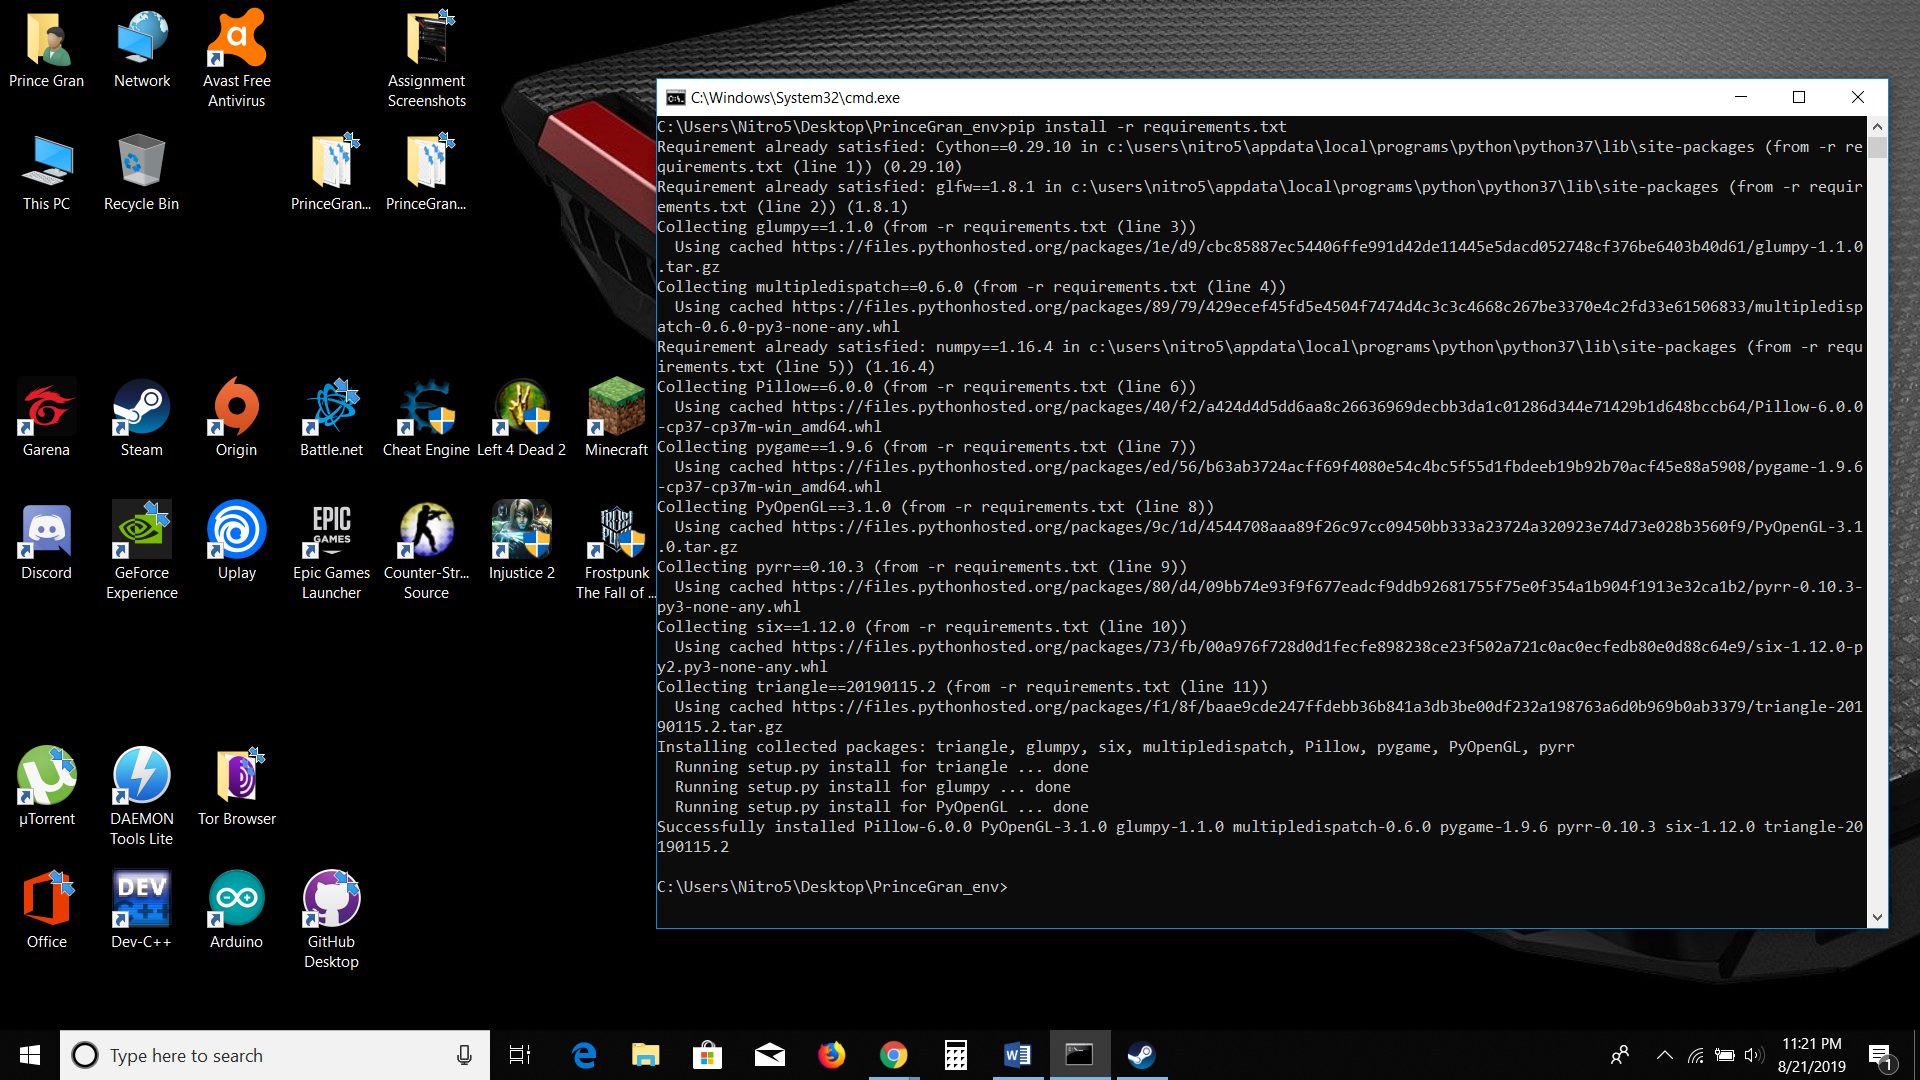 Prince Gran
Network
Avast Free
Antivirus
Assignment
Screenshots
This PC
Recycle Bin
PrinceGran...
PrinceGran...
Garena
Steam
Origin
Battle.net
Cheat Engine
Left 4 Dead 2
Minecraft
Discord
GeForce
Experience
Uplay
EPIC
GAMES
Epic Games
Launcher
Counter-Str...
Source
Injustice 2
Frostpunk
The Fall of ...
µTorrent
DAEMON
Tools Lite
Tor Browser
Office
DEV
C++
Dev-C++
Arduino
GitHub
Desktop
C:\Windows\System32\cmd.exe
C:\Users\Nitro5\Desktop\PrinceGran_env>pip install -r requirements.txt
Requirement already satisfied: Cython==0.29.10 in c:\users\nitro5\appdata\local\programs\python\python37\lib\site-packages (from -r re
quirements.txt (line 1)) (0.29.10)
Requirement already satisfied: glfw==1.8.1 in c:\users\nitro5\appdata\local\programs\python\python37\lib\site-packages (from -r requir
ements.txt (line 2)) (1.8.1)
Collecting glumpy==1.1.0 (from -r requirements.txt (line 3))
Using cached https://files.pythonhosted.org/packages/1e/d9/cbc85887ec54406ffe991d42de11445e5dacd052748cf376be6403b40d61/glumpy-1.1.0
.tar.gz
Collecting multipledispatch==0.6.0 (from -r requirements.txt (line 4))
Using cached https://files.pythonhosted.org/packages/89/79/429ecef45fd5e4504f7474d4c3c3c4668c267be3370e4c2fd33e61506833/multipledisp
atch-0.6.0-py3-none-any.whl
Requirement already satisfied: numpy==1.16.4 in c:\users\nitro5\appdata\local\programs\python\python37\lib\site-packages (from -r requ
irements.txt (line 5)) (1.16.4)
Collecting Pillow==6.0.0 (from -r requirements.txt (line 6))
Using cached https://files.pythonhosted.org/packages/40/f2/a424d4d5dd6aa8c26636969decbb3da1c01286d344e71429b1d648bccb64/Pillow-6.0.0
-cp37-cp37m-win_amd64.whl
Collecting pygame==1.9.6 (from -r requirements.txt (line 7))
Using cached https://files.pythonhosted.org/packages/ed/56/b63ab3724acff69f4080e54c4bc5f55d1fbdeeb19b92b70acf45e88a5908/pygame-1.9.6
-cp37-cp37m-win_amd64.whl
Collecting PyOpenGL==3.1.0 (from -r requirements.txt (line 8))
Using cached https://files.pythonhosted.org/packages/9c/1d/4544708aaa89f26c97cc09450bb333a23724a320923e74d73e028b3560f9/PyOpenGL-3.1
.0.tar.gz
Collecting pyrr==0.10.3 (from -r requirements.txt (line 9))
Using cached https://files.pythonhosted.org/packages/80/d4/09bb74e93f9f677eadcf9ddb92681755f75e0f354a1b904f1913e32ca1b2/pyrr-0.10.3-
py3-none-any.whl
Collecting six==1.12.0 (from -r requirements.txt (line 10))
Using cached https://files.pythonhosted.org/packages/73/fb/00a976f728d0d1fecfe898238ce23f502a721c0ac0ecfedb80e0d88c64e9/six-1.12.0-p
y2.py3-none-any.whl
Collecting triangle==20190115.2 (from -r requirements.txt (line 11))
Using cached https://files.pythonhosted.org/packages/f1/8f/baae9cde247ffdebb36b841a3db3be00df232a198763a6d0b969b0ab3379/triangle-201
90115.2.tar.gz
Installing collected packages: triangle, glumpy, six, multipledispatch, Pillow, pygame, PyOpenGL, pyrr
Running setup.py install for triangle ... done
Running setup.py install for glumpy ... done
Running setup.py install for PyOpenGL ... done
Successfully installed Pillow-6.0.0 PyOpenGL-3.1.0 glumpy-1.1.0 multipledispatch-0.6.0 pygame-1.9.6 pyrr-0.10.3 six-1.12.0 triangle-20
190115.2
C:\Users\Nitro5\Desktop\PrinceGran_env>
Type here to search
11:21 PM
8/21/2019
1